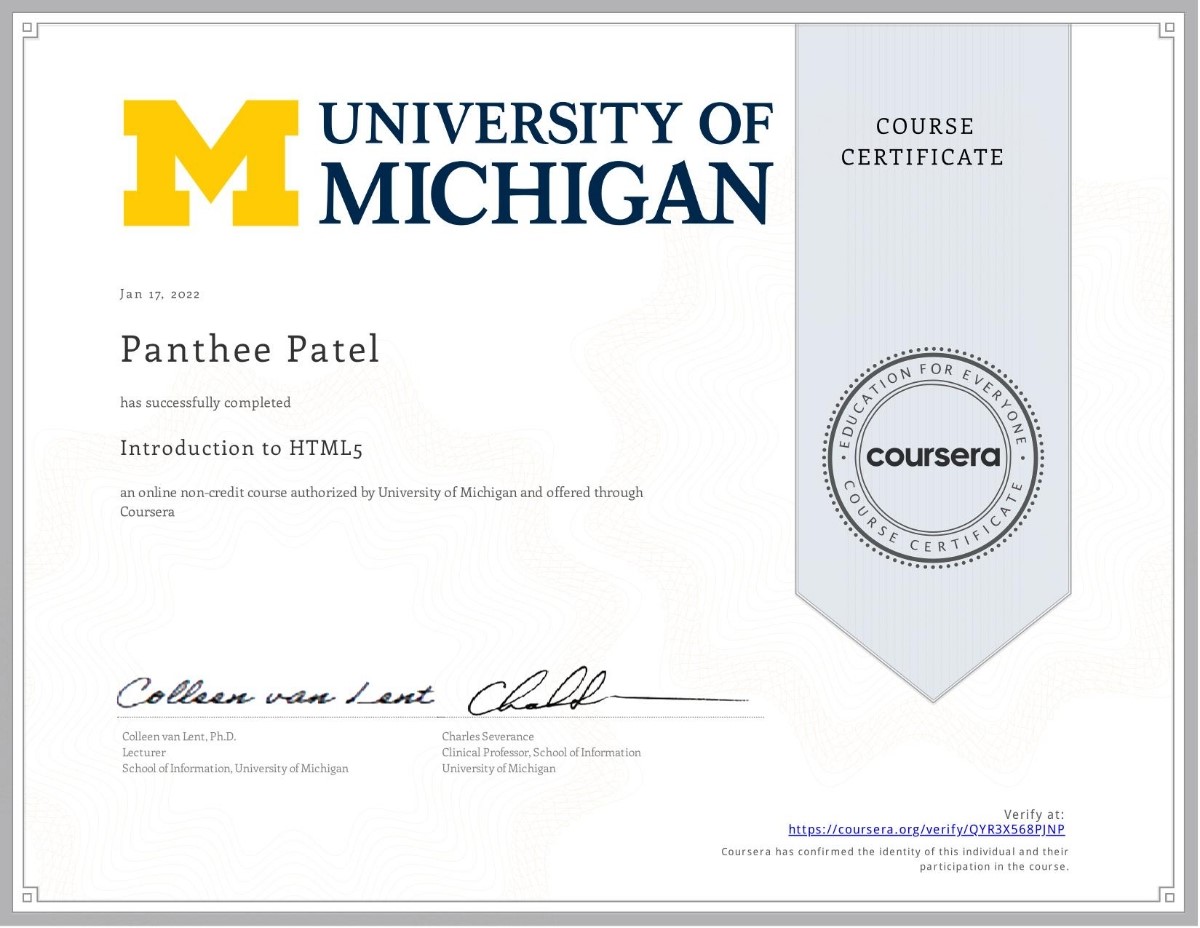 UNIVERSITY OF
MICHIGAN
COURSE
CERTIFICATE
Jan 17, 2022
Panthee Patel
has successfully completed
Introduction to HTML5
an online non-credit course authorized by University of Michigan and offered through
Coursera
EDUCATION FOR EVERYONE
coursera
COURSE CERTIFICATE
Colleen van Lent
Colleen van Lent, Ph.D.
Lecturer
School of Information, University of Michigan
Charles Severance
Clinical Professor, School of Information
University of Michigan
Verify at:
https://coursera.org/verify/QYR3X568PJNP
Coursera has confirmed the identity of this individual and their
participation in the course.